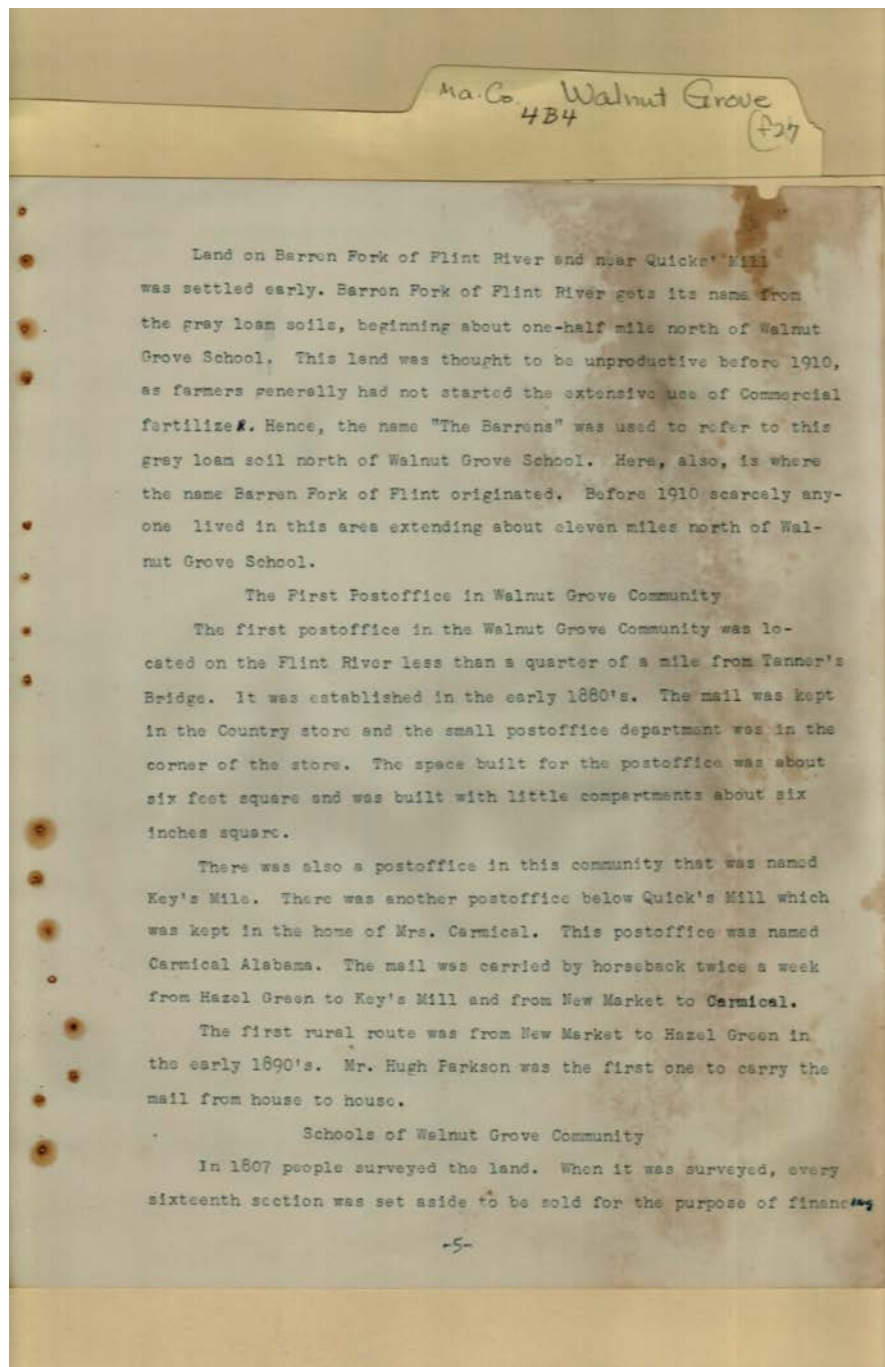 Ma. Co. Walnut Grove
4B4
f27
Land on Barren Fork of Flint River and near Quicks' Mill
was settled early. Barren Fork of Flint River gets its name from
the gray loam soils, beginning about one-half mile north of Walnut
Grove School. This land was thought to be unproductive before 1910,
as farmers generally had not started the extensive use of Commercial
fertilizer. Hence, the name "The Barrens" was used to refer to this
gray loam soil north of Walnut Grove School. Here, also, is where
the name Barren Fork of Flint originated. Before 1910 scarcely any-
one lived in this area extending about eleven miles north of Wal-
nut Grove School.
The First Postoffice in Walnut Grove Community
The first postoffice in the Walnut Grove Community was lo-
cated on the Flint River less than a quarter of a mile from Tanner's
Bridge. It was established in the early 1880's. The mail was kept
in the Country store and the small postoffice department was in the
corner of the store. The space built for the postoffice was about
six feet square and was built with little compartments about six
inches square.
There was also a postoffice in this community that was named
Key's Mile. There was another postoffice below Quick's Mill which
was kept in the home of Mrs. Carmical. This postoffice was named
Carmical Alabama. The mail was carried by horseback twice a week
from Hazel Green to Key's Mill and from New Market to Carmical.
The first rural route was from New Market to Hazel Green in
the early 1890's. Mr. Hugh Parkson was the first one to carry the
mail from house to house.
Schools of Walnut Grove Community
In 1807 people surveyed the land. When it was surveyed, every
sixteenth section was set aside to be sold for the purpose of financing
-5-